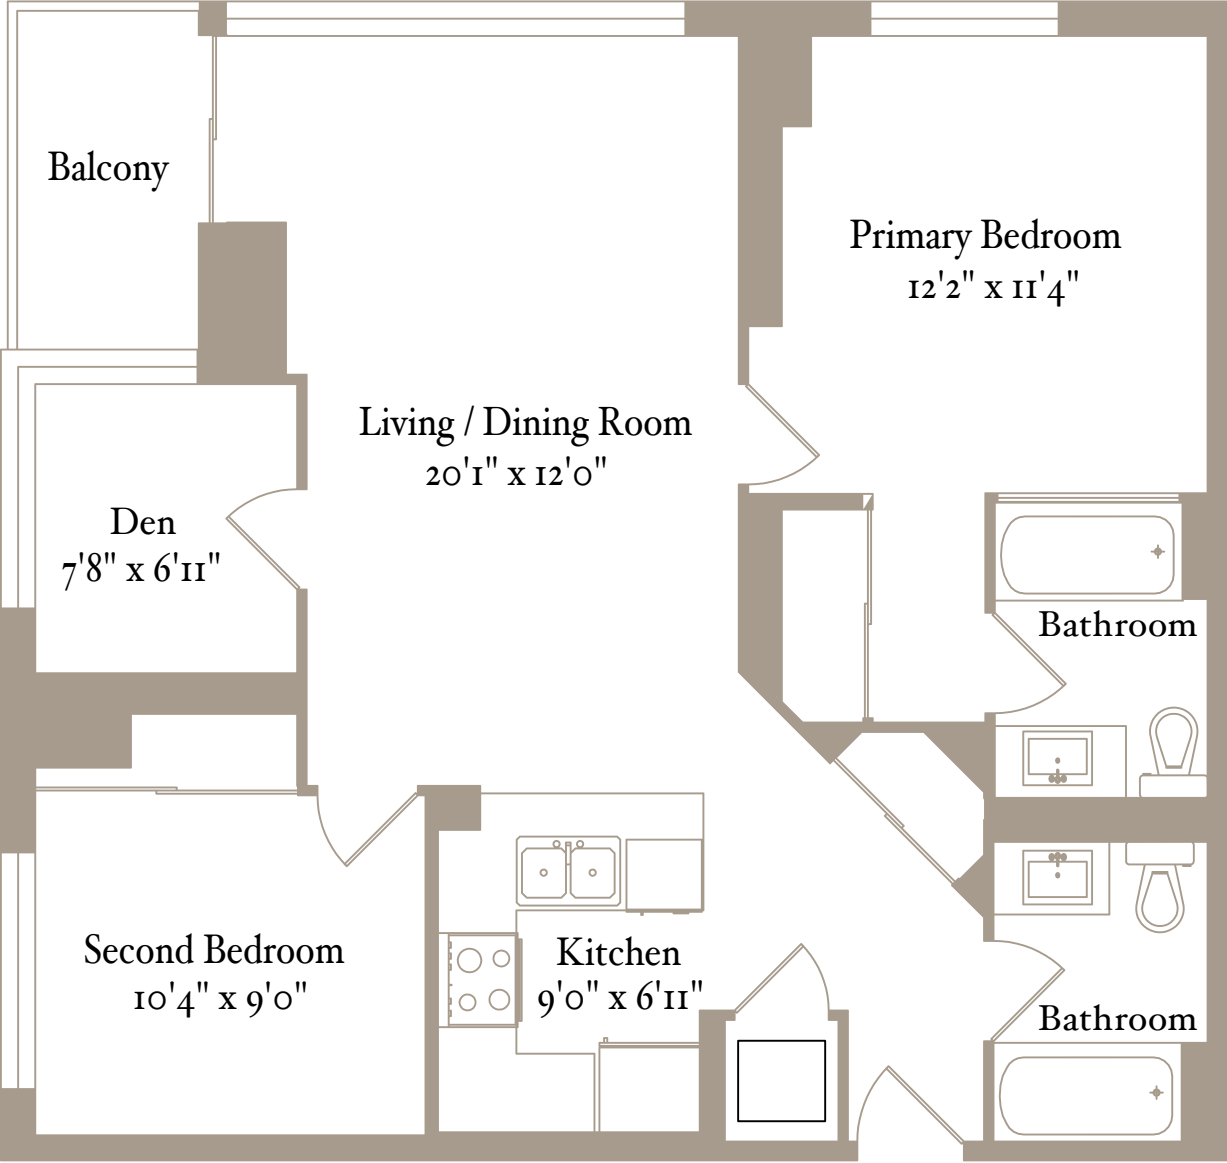 Balcony
Primary Bedroom
12'2" x 11'4"
Living / Dining Room
20'1" x 12'0"
Den
7'8" x 6'11"
Bathroom
Second Bedroom
10'4" x 9'0"
Kitchen
9'0" x 6'11"
Bathroom